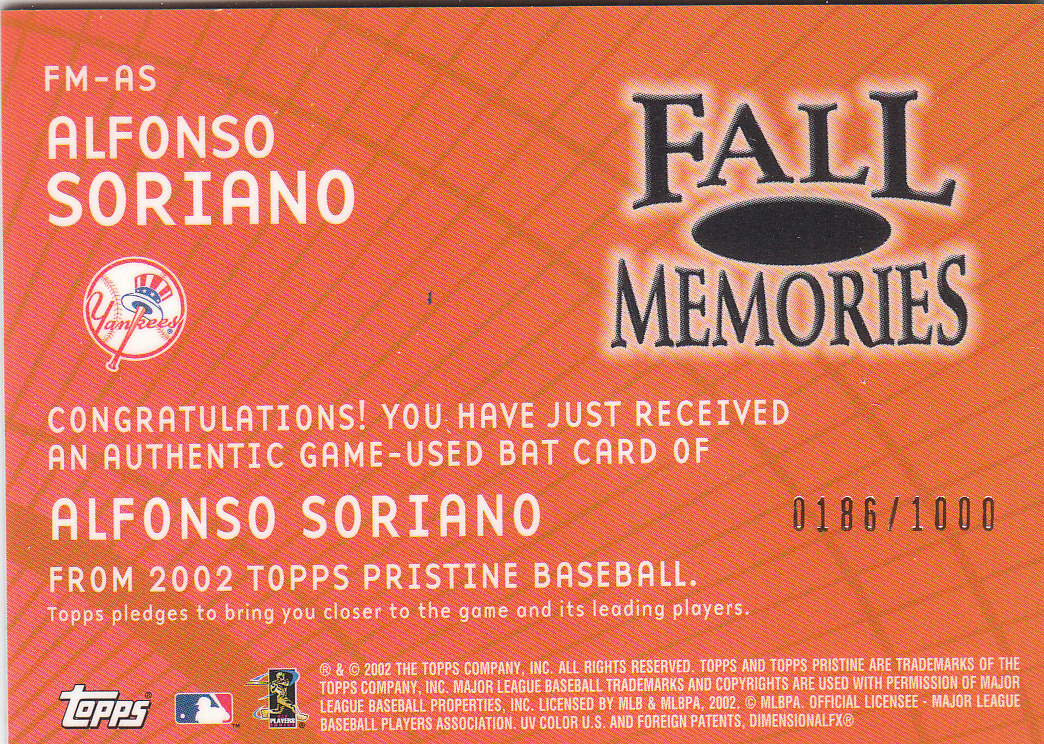 FM-AS
ALFONSO
SORIANO
FALL
MEMORIES
Yankees
CONGRATULATIONS! YOU HAVE JUST RECEIVED
AN AUTHENTIC GAME-USED BAT CARD OF
ALFONSO SORIANO
0186/1000
FROM 2002 TOPPS PRISTINE BASEBALL.
Topps pledges to bring you closer to the game and its leading players.
topps®
PLAYERS
® & © 2002 THE TOPPS COMPANY, INC. ALL RIGHTS RESERVED. TOPPS AND TOPPS PRISTINE ARE TRADEMARKS OF THE
TOPPS COMPANY, INC. MAJOR LEAGUE BASEBALL TRADEMARKS AND COPYRIGHTS ARE USED WITH PERMISSION OF MAJOR
LEAGUE BASEBALL PROPERTIES, INC. LICENSED BY MLB & MLBPA, 2002. © MLBPA. OFFICIAL LICENSEE - MAJOR LEAGUE
BASEBALL PLAYERS ASSOCIATION. UV COLOR U.S. AND FOREIGN PATENTS, DIMENSIONALFX®